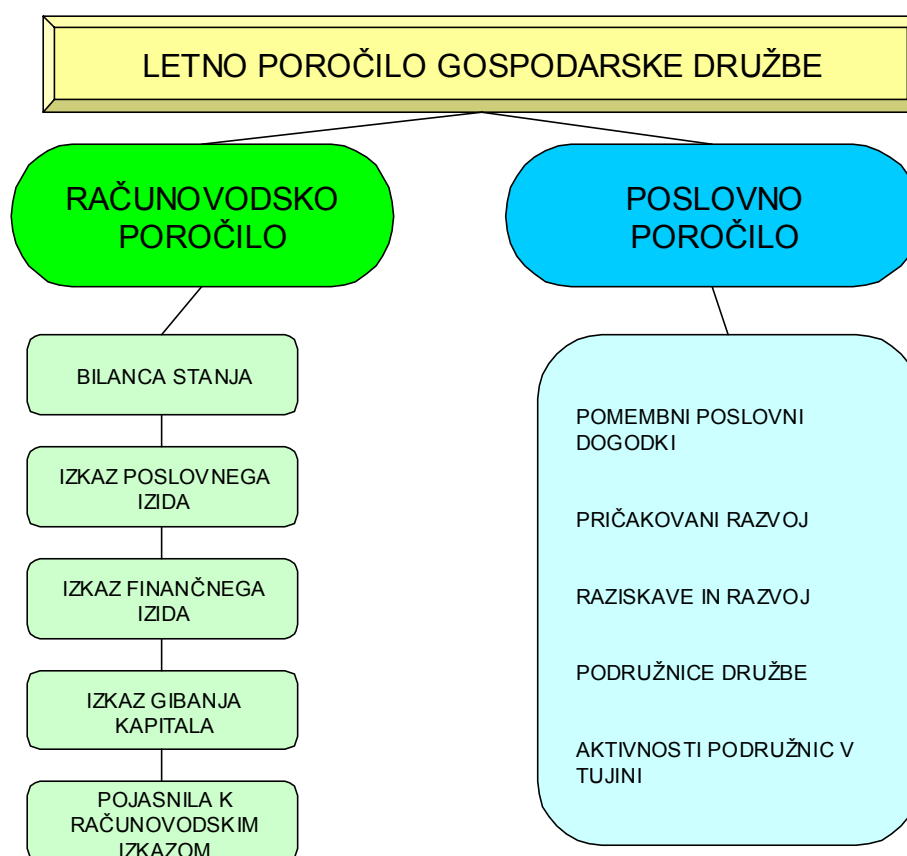 LETNO POROČILO GOSPODARSKE DRUŽBE
RAČUNOVODSKO
POROČILO
BILANCA STANJA
IZKAZ POSLOVNEGA
IZIDA
IZKAZ FINANČNEGA
IZIDA
IZKAZ GIBANJA
KAPITALA
POJASNILA K
RAČUNOVODSKIM
IZKAZOM
POSLOVNO
POROČILO
POMEMBNI POSLOVNI
DOGODKI
PRIČAKOVANI RAZVOJ
RAZISKAVE IN RAZVOJ
PODRUŽNICE DRUŽBE
AKTIVNOSTI PODRUŽNIC V
TUJINI